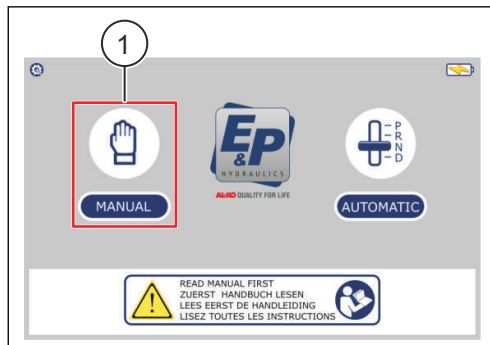 1
P
R
N
D
E&P
HYDRAULICS
AL-KO QUALITY FOR LIFE
MANUAL
AUTOMATIC
READ MANUAL FIRST
ZUERST HANDBUCH LESEN
LEES EERST DE HANDLEIDING
LISEZ TOUTES LES INSTRUCTIONS